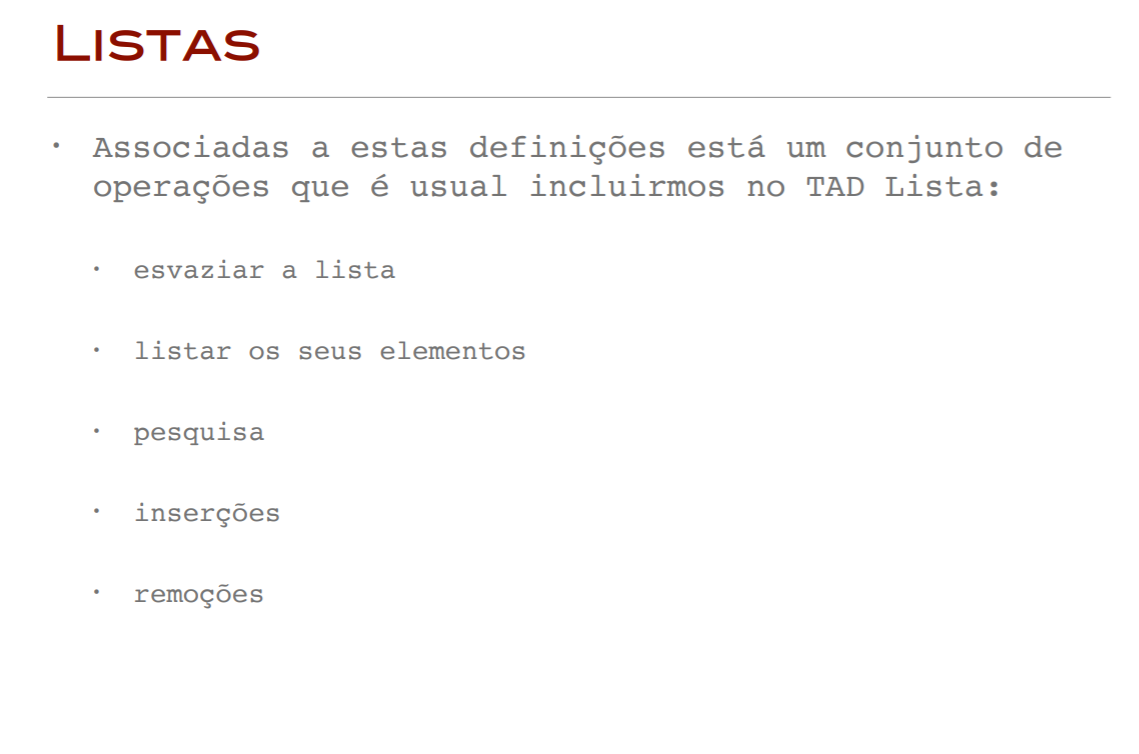 LISTAS
• Associadas a estas definições está um conjunto de
operações que é usual incluirmos no TAD Lista:
• esvaziar a lista
• listar os seus elementos
• pesquisa
• inserções
• remoções